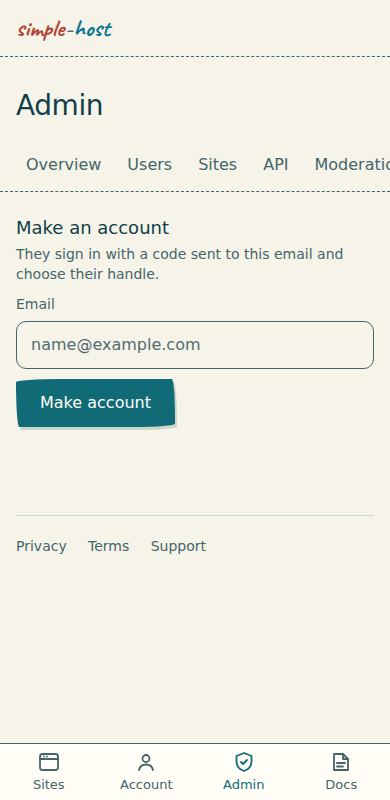 simple-host
Admin
Overview Users Sites API Moderatio
Make an account
They sign in with a code sent to this email and
choose their handle.
Email
name@example.com
Make account
Privacy Terms Support
Sites Account Admin Docs